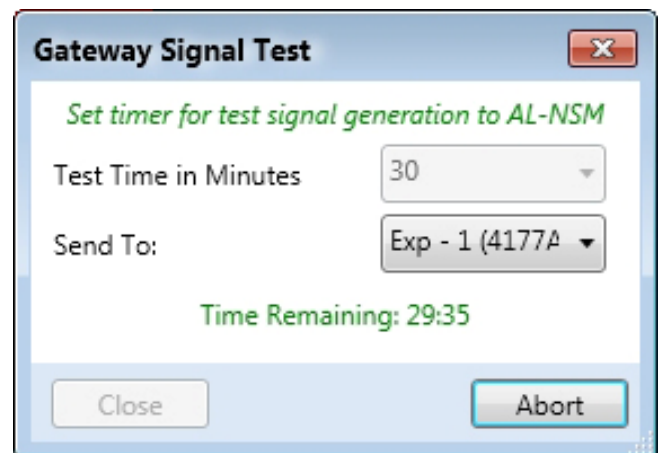 Gateway Signal Test
Set timer for test signal generation to AL-NSM
Test Time in Minutes 30
Send To: Exp - 1 (4177A
Time Remaining: 29:35
Close Abort